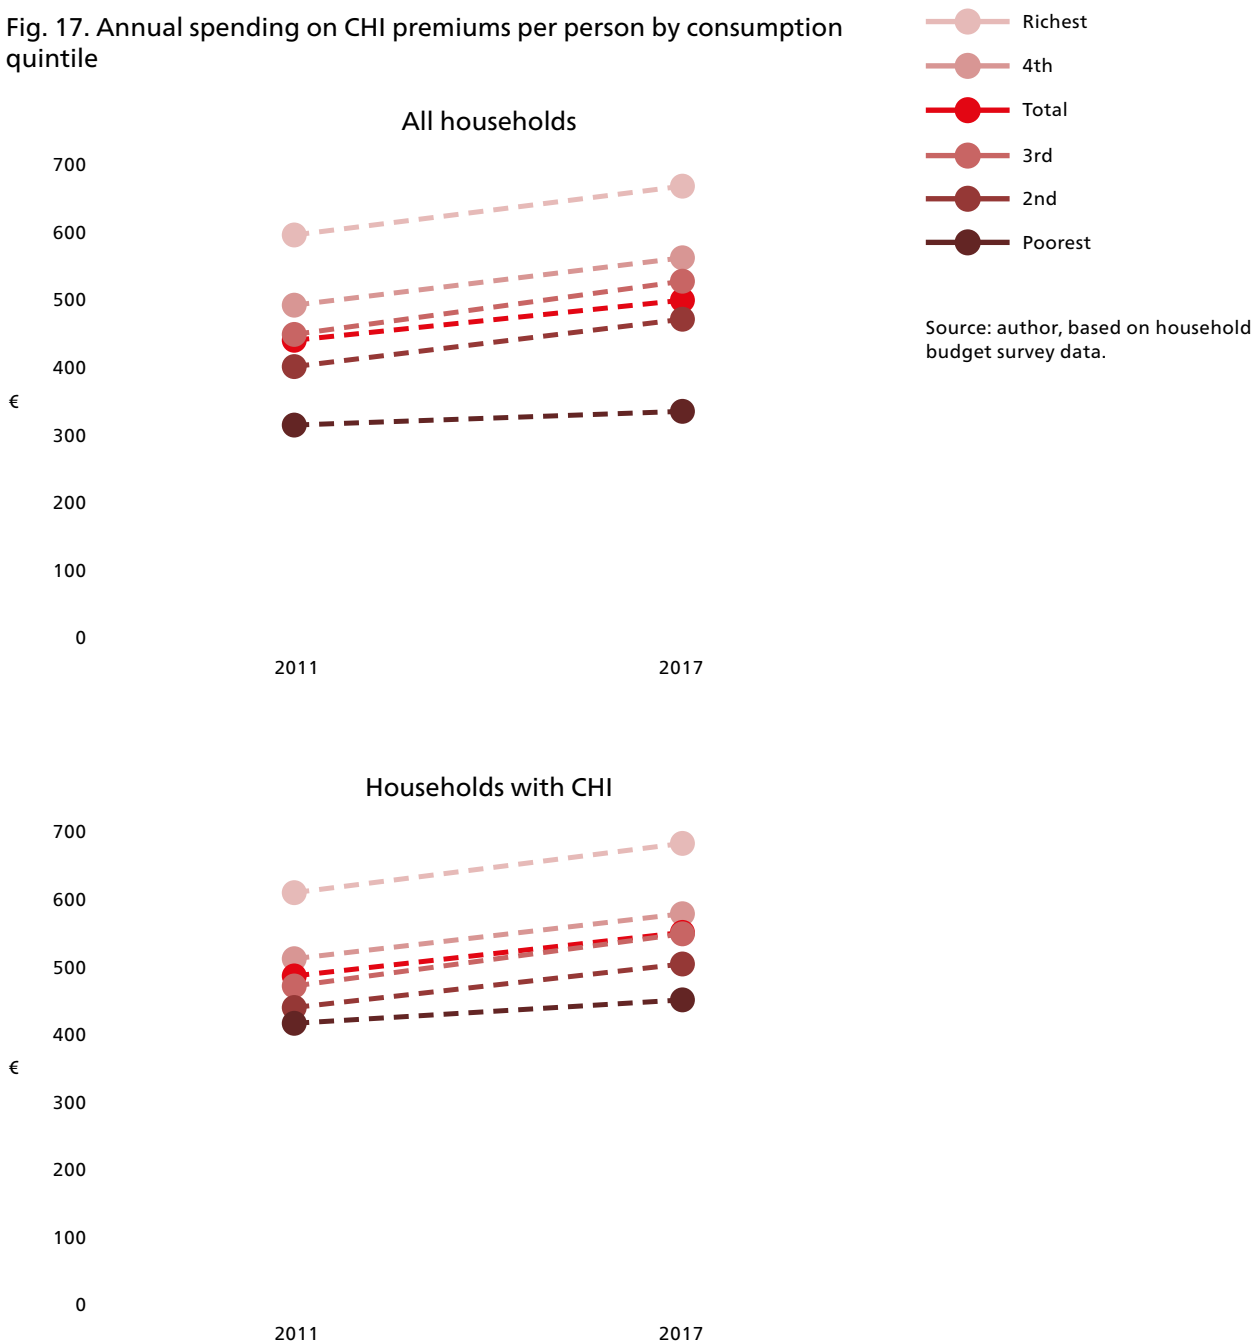 Fig. 17. Annual spending on CHI premiums per person by consumption
quintile
Richest
4th
Total
3rd
2nd
Poorest
Source: author, based on household
budget survey data.
All households
700
600
500
400
€
300
200
100
0
2011 2017
Households with CHI
700
600
500
400
€
300
200
100
0
2011 2017